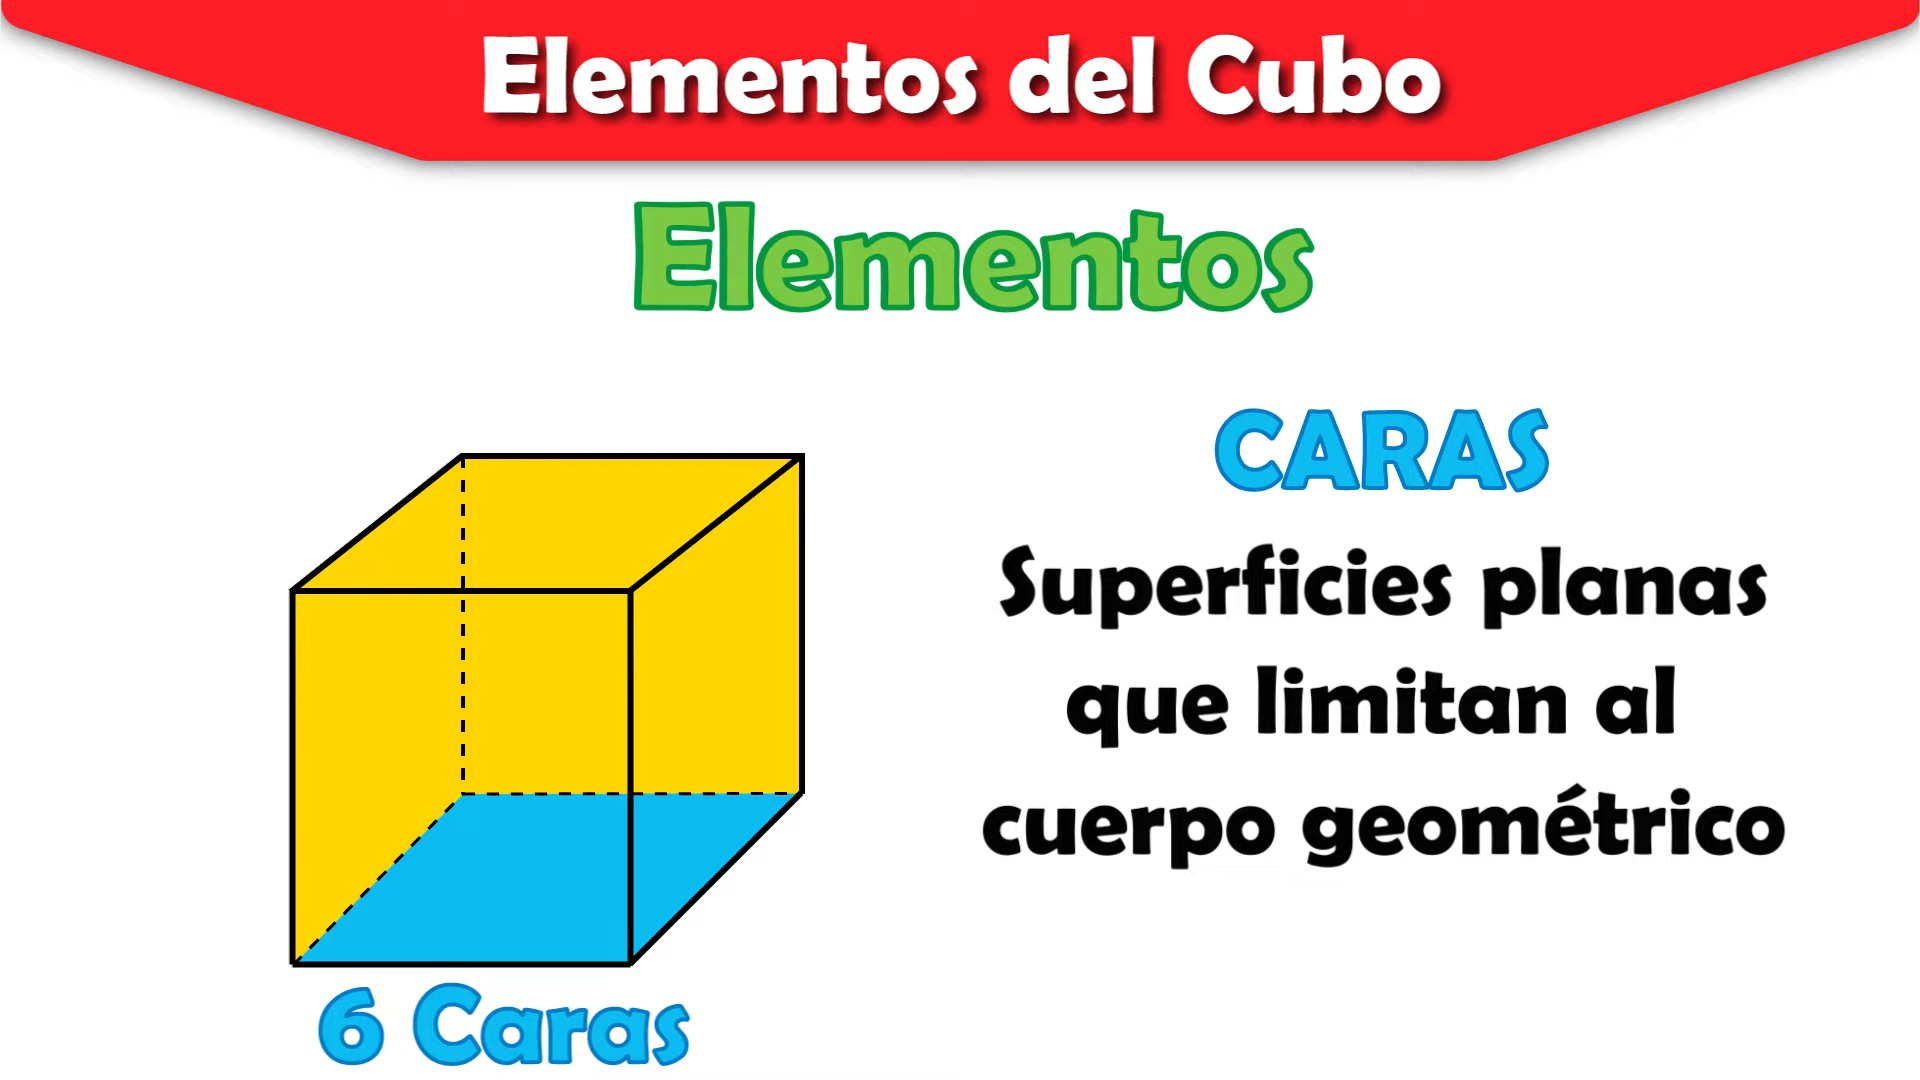 Elementos del Cubo
Elementos
CARAS
Superficies planas
que limitan al
cuerpo geométrico
6 Caras